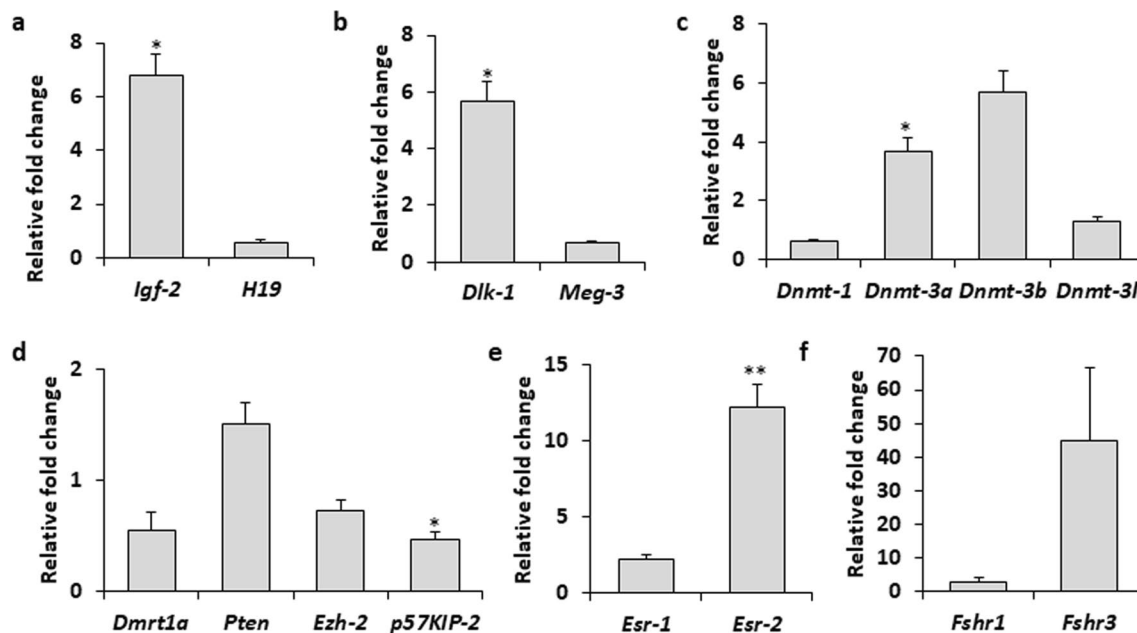 a
Relative fold change
8
6
4
2
0
*
Igf-2 H19
b
Relative fold change
8
6
4
2
0
*
Dlk-1 Meg-3
c
Relative fold change
8
6
4
2
0
*
Dnmt-1 Dnmt-3a Dnmt-3b Dnmt-3l
d
Relative fold change
2
1
0
*
Dmrt1a Pten Ezh-2 p57KIP-2
e
Relative fold change
15
10
5
0
**
Esr-1 Esr-2
f
Relative fold change
70
60
50
40
30
20
10
0
Fshr1 Fshr3